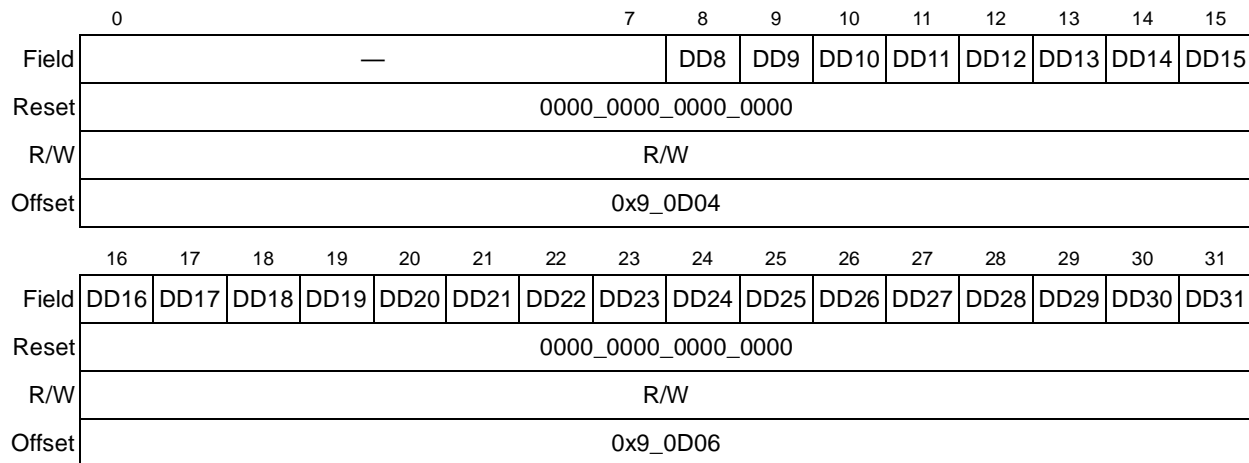 0 7 8 9 10 11 12 13 14 15
Field — DD8 DD9 DD10 DD11 DD12 DD13 DD14 DD15
Reset 0000_0000_0000_0000
R/W R/W
Offset 0x9_0D04
16 17 18 19 20 21 22 23 24 25 26 27 28 29 30 31
Field DD16 DD17 DD18 DD19 DD20 DD21 DD22 DD23 DD24 DD25 DD26 DD27 DD28 DD29 DD30 DD31
Reset 0000_0000_0000_0000
R/W R/W
Offset 0x9_0D06